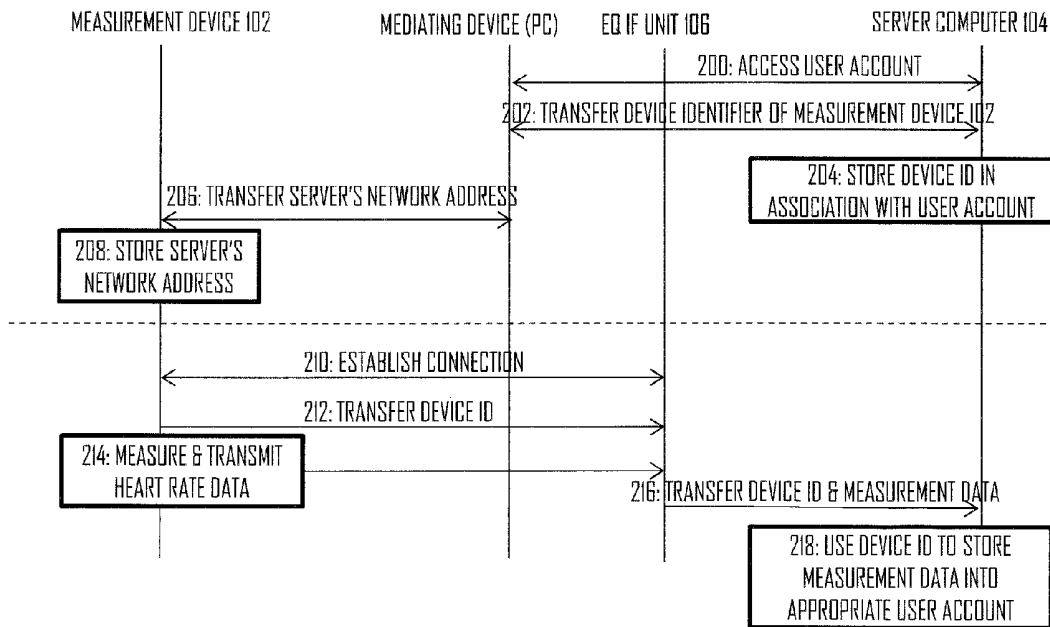 MEASUREMENT DEVICE 102
MEDIATING DEVICE (PC)
EQ IF UNIT 106
SERVER COMPUTER 104
200: ACCESS USER ACCOUNT
202: TRANSFER DEVICE IDENTIFIER OF MEASUREMENT DEVICE 102
204: STORE DEVICE ID IN
ASSOCIATION WITH USER ACCOUNT
206: TRANSFER SERVER'S NETWORK ADDRESS
208: STORE SERVER'S
NETWORK ADDRESS
210: ESTABLISH CONNECTION
212: TRANSFER DEVICE ID
214: MEASURE & TRANSMIT
HEART RATE DATA
216: TRANSFER DEVICE ID & MEASUREMENT DATA
218: USE DEVICE ID TO STORE
MEASUREMENT DATA INTO
APPROPRIATE USER ACCOUNT